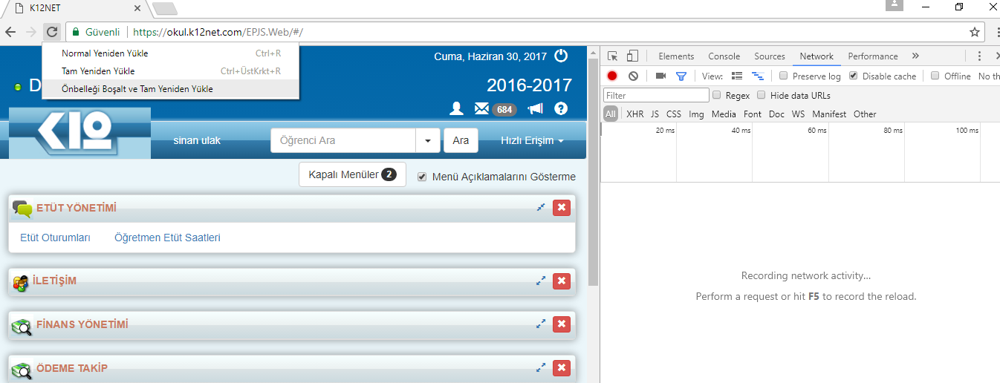 K12NET
Güvenli https://okul.k12net.com/EPJS.Web/#/
Normal Yeniden Yükle Ctrl+R
Tam Yeniden Yükle Ctrl+ÜstKrkt+R
Önbelleği Boşalt ve Tam Yeniden Yükle
Cuma, Haziran 30, 2017
D
2016-2017
684
K12
sinan ulak
Öğrenci Ara
Ara
Hızlı Erişim
Kapalı Menüler 2
Menü Açıklamalarını Gösterme
ETÜT YÖNETİMİ
Etüt Oturumları Öğretmen Etüt Saatleri
İLETİŞİM
FİNANS YÖNETİMİ
ÖDEME TAKİP
Elements Console Sources Network Performance
View: Preserve log Disable cache Offline No th
Filter Regex Hide data URLs
All XHR JS CSS Img Media Font Doc WS Manifest Other
20 ms 40 ms 60 ms 80 ms 100 ms
Recording network activity...
Perform a request or hit F5 to record the reload.